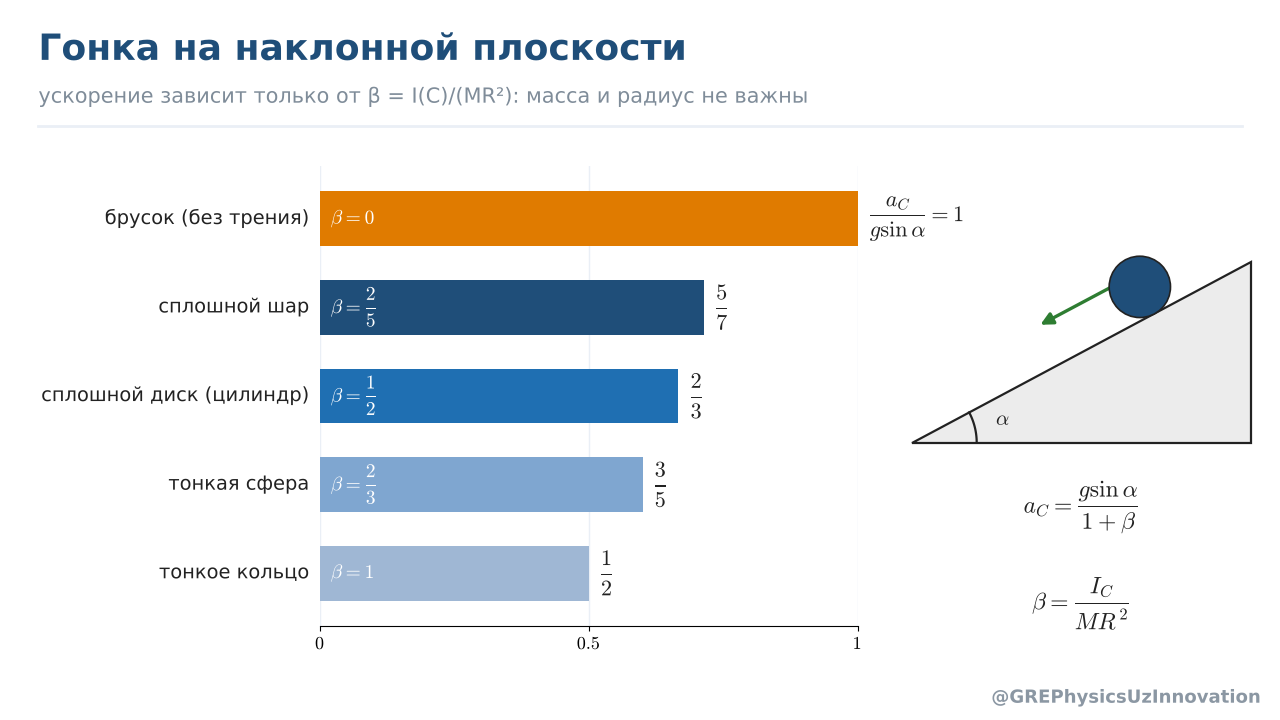 Гонка на наклонной плоскости
ускорение зависит только от β = I(C)/(MR²): масса и радиус не важны
брусок (без трения)
β = 0
a_C / (g sin α) = 1
сплошной шар
β = 2/5
5/7
сплошной диск (цилиндр)
β = 1/2
2/3
тонкая сфера
β = 2/3
3/5
тонкое кольцо
β = 1
1/2
0 0.5 1
α
a_C = g sin α / (1 + β)
β = I_C / MR²
@GREPhysicsUzInnovation